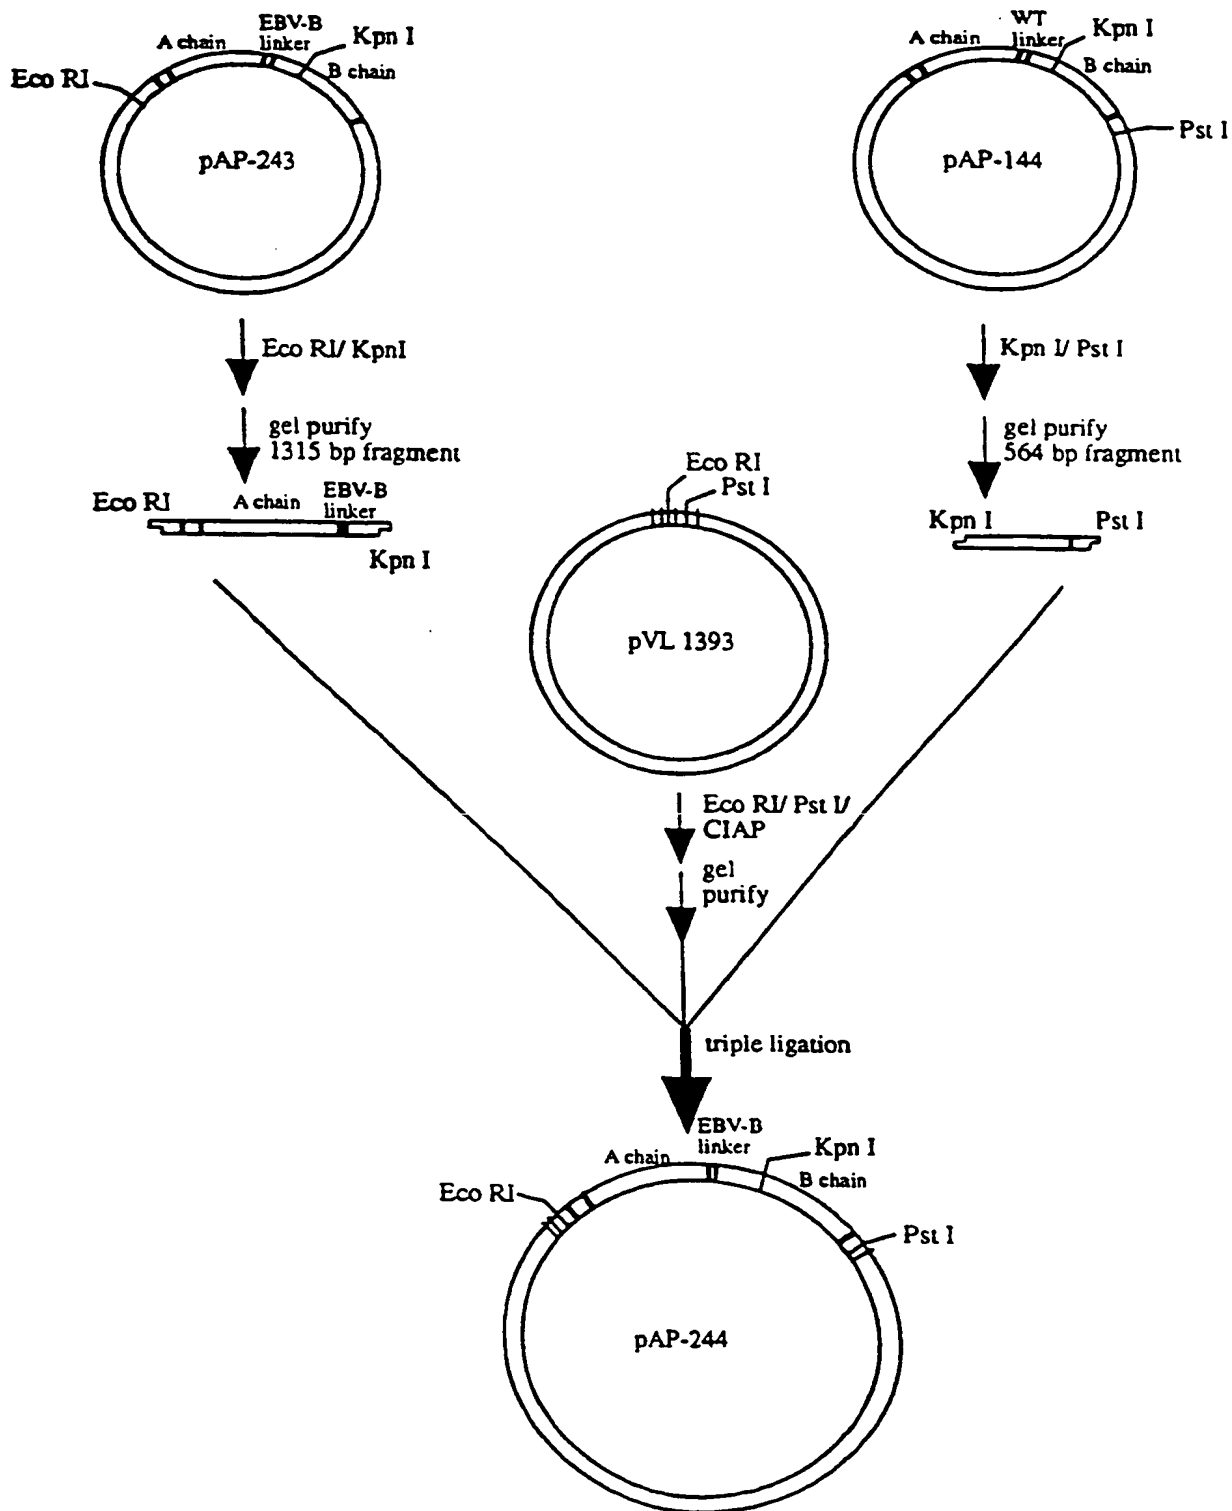 A chain
EBV-B
linker
Kpn I
B chain
Eco RI
pAP-243
A chain
WT
linker
Kpn I
B chain
Pst I
pAP-144
Eco RI/ KpnI
gel purify
1315 bp fragment
Kpn I/ Pst I
gel purify
564 bp fragment
Eco RI
A chain
EBV-B
linker
Kpn I
Eco RI
Pst I
pVL 1393
Kpn I
Pst I
Eco RI/ Pst I/
CIAP
gel
purify
triple ligation
EBV-B
linker
A chain
Kpn I
B chain
Eco RI
Pst I
pAP-244